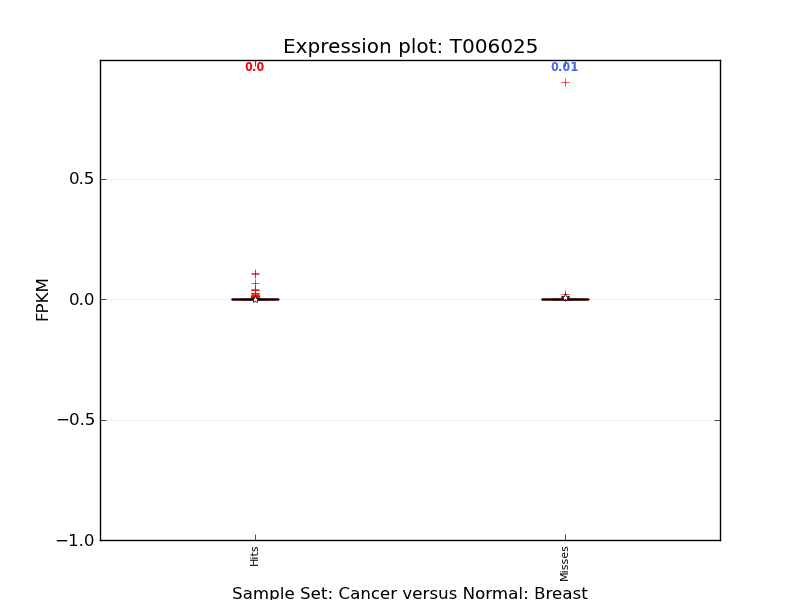 Expression plot: T006025
0.0
0.01
0.5
0.0
−0.5
−1.0
FPKM
Hits
Misses
Sample Set: Cancer versus Normal: Breast